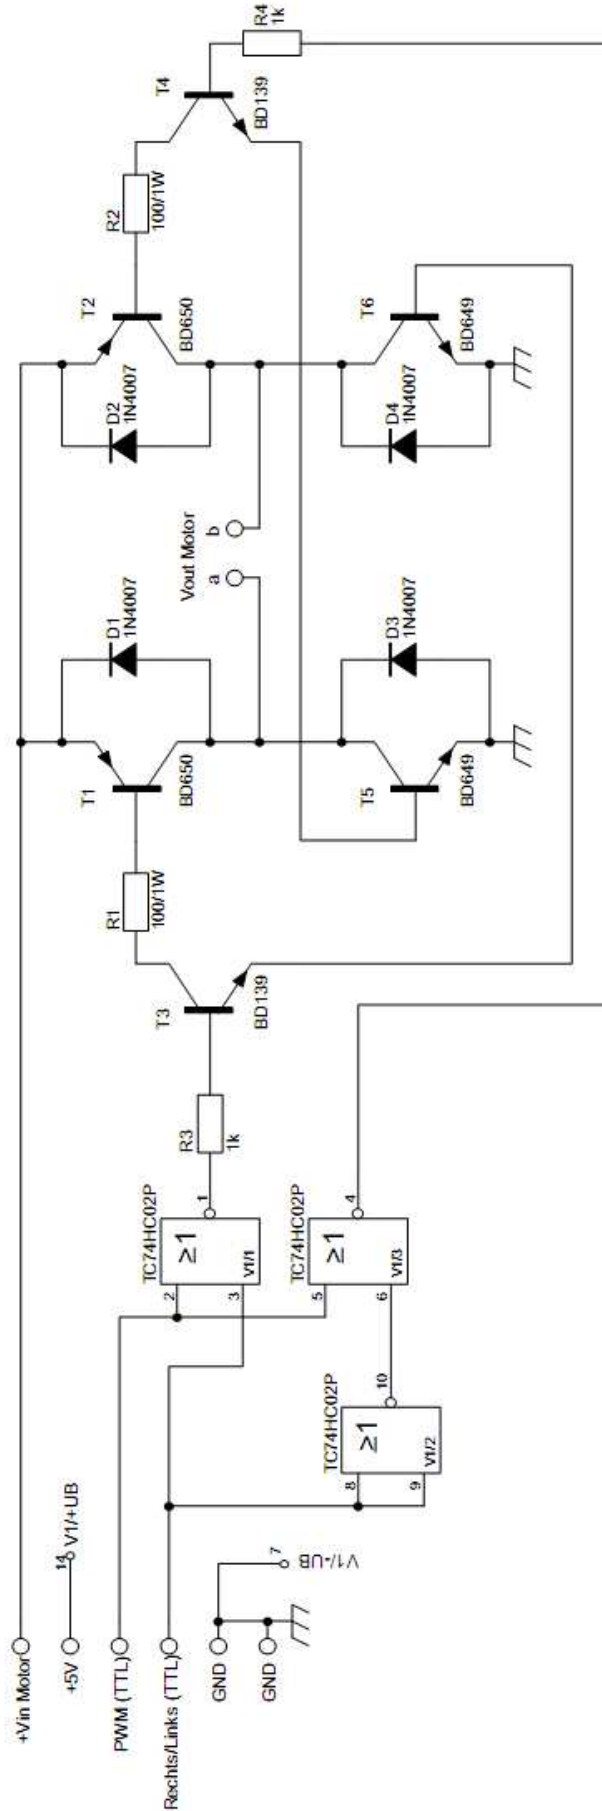 +Vin Motor
+5V
14
V1/+UB
PWM (TTL)
Rechts/Links (TTL)
GND
GND
7
V1/-UB
TC74HC02P
≥1
V1/2
8
9
10
TC74HC02P
≥1
V1/1
2
3
1
TC74HC02P
≥1
V1/3
5
6
4
R3
1k
T3
BD139
R1
100/1W
T1
BD650
D1
1N4007
T5
BD649
D3
1N4007
Vout Motor
a
b
D2
1N4007
T2
BD650
D4
1N4007
T6
BD649
R2
100/1W
T4
BD139
R4
1k